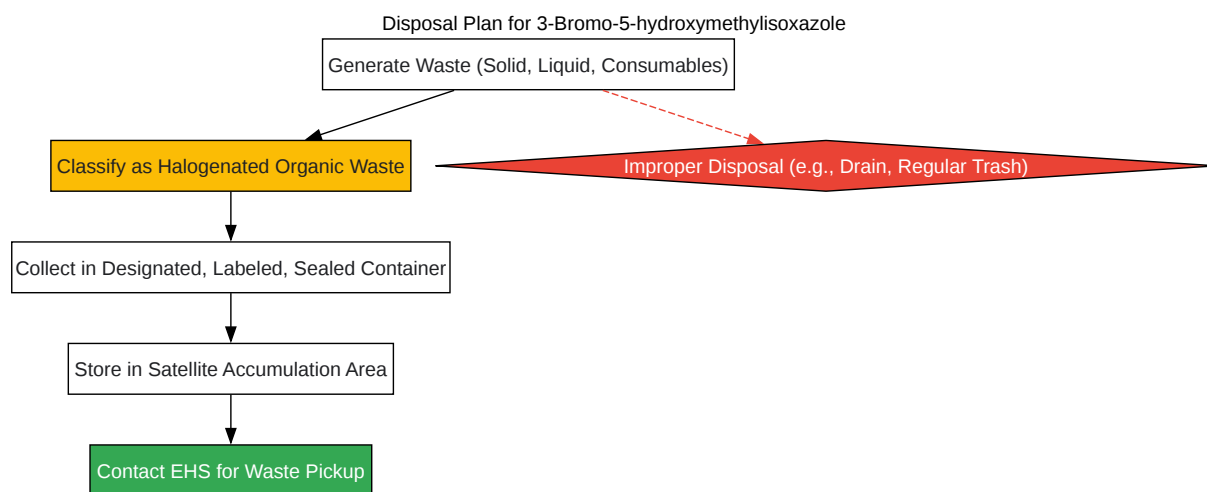 Disposal Plan for 3-Bromo-5-hydroxymethylisoxazole
Generate Waste (Solid, Liquid, Consumables)
Classify as Halogenated Organic Waste
Improper Disposal (e.g., Drain, Regular Trash)
Collect in Designated, Labeled, Sealed Container
Store in Satellite Accumulation Area
Contact EHS for Waste Pickup